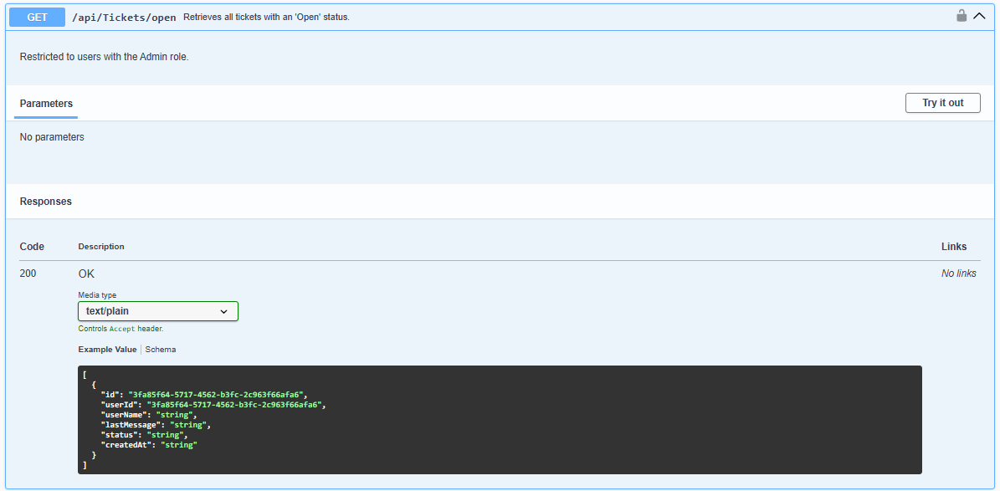 GET /api/Tickets/open Retrieves all tickets with an 'Open' status.
Restricted to users with the Admin role.
Parameters
Try it out
No parameters
Responses
Code Description Links
200 OK No links
Media type
text/plain
Controls Accept header.
Example Value Schema
[
  {
    "id": "3fa85f64-5717-4562-b3fc-2c963f66afa6",
    "userId": "3fa85f64-5717-4562-b3fc-2c963f66afa6",
    "userName": "string",
    "lastMessage": "string",
    "status": "string",
    "createdAt": "string"
  }
]